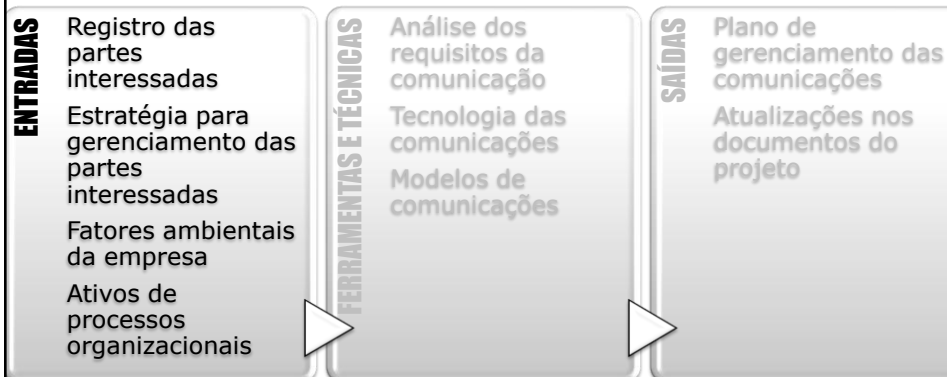 ENTRADAS
Registro das
partes
interessadas
Estratégia para
gerenciamento das
partes
interessadas
Fatores ambientais
da empresa
Ativos de
processos
organizacionais
FERRAMENTAS E TÉCNICAS
Análise dos
requisitos da
comunicação
Tecnologia das
comunicações
Modelos de
comunicações
SAÍDAS
Plano de
gerenciamento das
comunicações
Atualizações nos
documentos do
projeto